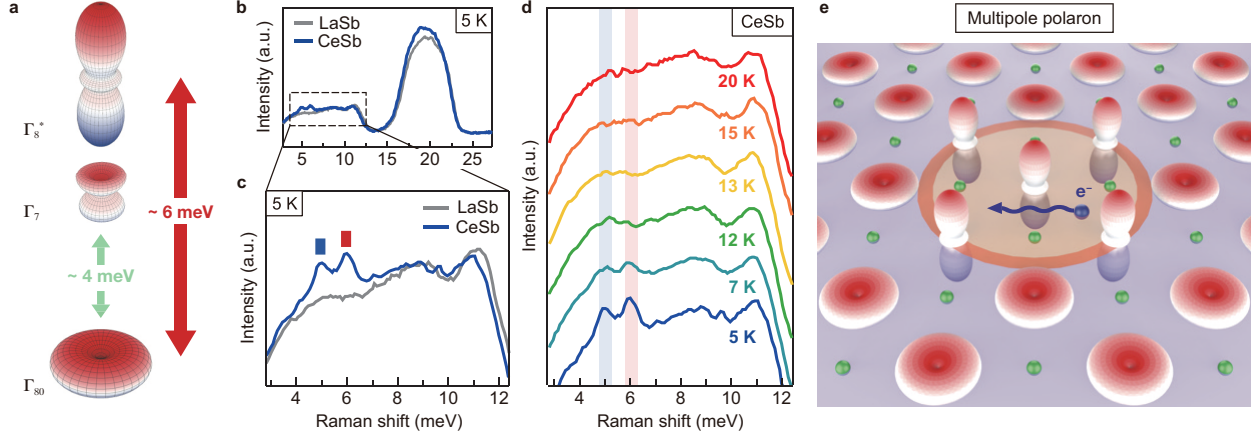 a
Γ8*
Γ7
Γ80
~ 6 meV
~ 4 meV
b
5 K
LaSb
CeSb
Intensity (a.u.)
5 10 15 20 25
c
5 K
LaSb
CeSb
Intensity (a.u.)
4 6 8 10 12
Raman shift (meV)
d
CeSb
Intensity (a.u.)
20 K
15 K
13 K
12 K
7 K
5 K
4 6 8 10 12
Raman shift (meV)
e
Multipole polaron
e⁻